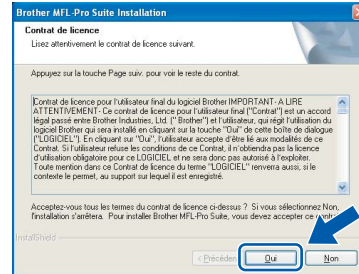 Brother MFL-Pro Suite Installation
Contrat de licence
Lisez attentivement le contrat de licence suivant.
Appuyez sur la touche Page suiv. pour voir le reste du contrat.
Contrat de licence pour l'utilisateur final du logiciel Brother IMPORTANT - A LIRE
ATTENTIVEMENT - Ce contrat de licence pour l'utilisateur final ("Contrat") est un accord
légal passé entre Brother Industries, Ltd. (" Brother") et l'utilisateur, qui régit l'utilisation du
logiciel Brother qui sera installé en cliquant sur la touche "Oui" de cette boîte de dialogue
("LOGICIEL"). En cliquant sur "Oui", l'utilisateur accepte d'être lié aux modalités de ce
Contrat. Si l'utilisateur refuse les conditions de ce Contrat, il n'obtiendra pas la licence
d'utilisation obligatoire pour ce LOGICIEL et ne sera donc pas autorisé à l'exploiter.
Toute mention dans ce Contrat de licence du terme "LOGICIEL" renverra aussi, si le
contexte le permet, au support sur lequel il est enregistré.
Acceptez-vous tous les termes du contrat de licence ci-dessus ? Si vous sélectionnez Non,
l'installation s'arrêtera. Pour installer Brother MFL-Pro Suite, vous devez accepter ce
InstallShield
< Précéden
Oui
Non